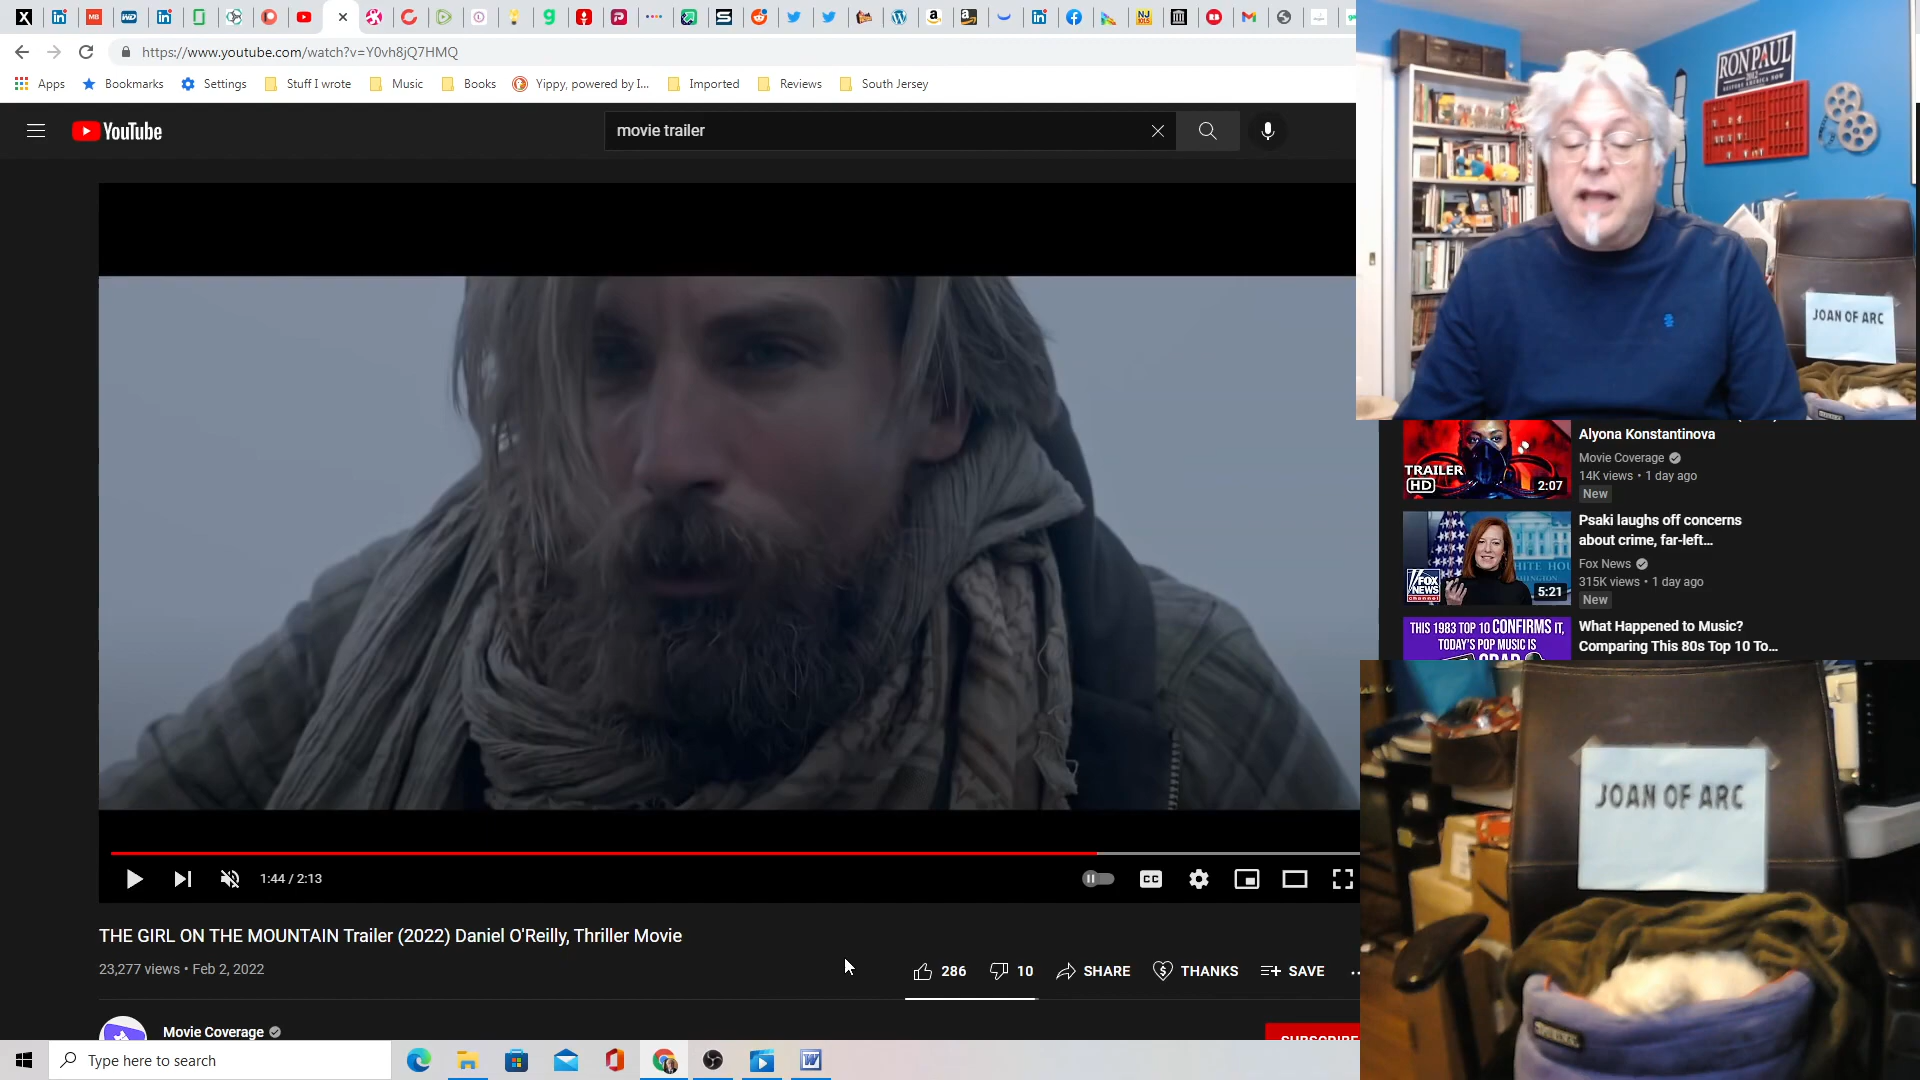 https://www.youtube.com/watch?v=Y0vh8jQ7HMQ
Apps
Bookmarks
Settings
Stuff I wrote
Music
Books
Yippy, powered by I...
Imported
Reviews
South Jersey
YouTube
movie trailer
RON PAUL
2012
JOAN OF ARC
Alyona Konstantinova
Movie Coverage
14K views • 1 day ago
New
TRAILER
HD
2:07
Psaki laughs off concerns
about crime, far-left...
Fox News
315K views • 1 day ago
New
FOX
NEWS
channel
5:21
THIS 1983 TOP 10 CONFIRMS IT,
TODAY'S POP MUSIC IS
What Happened to Music?
Comparing This 80s Top 10 To...
JOAN OF ARC
1:44 / 2:13
CC
THE GIRL ON THE MOUNTAIN Trailer (2022) Daniel O'Reilly, Thriller Movie
23,277 views • Feb 2, 2022
286
10
SHARE
THANKS
SAVE
Movie Coverage
SUBSCRIBE
Type here to search